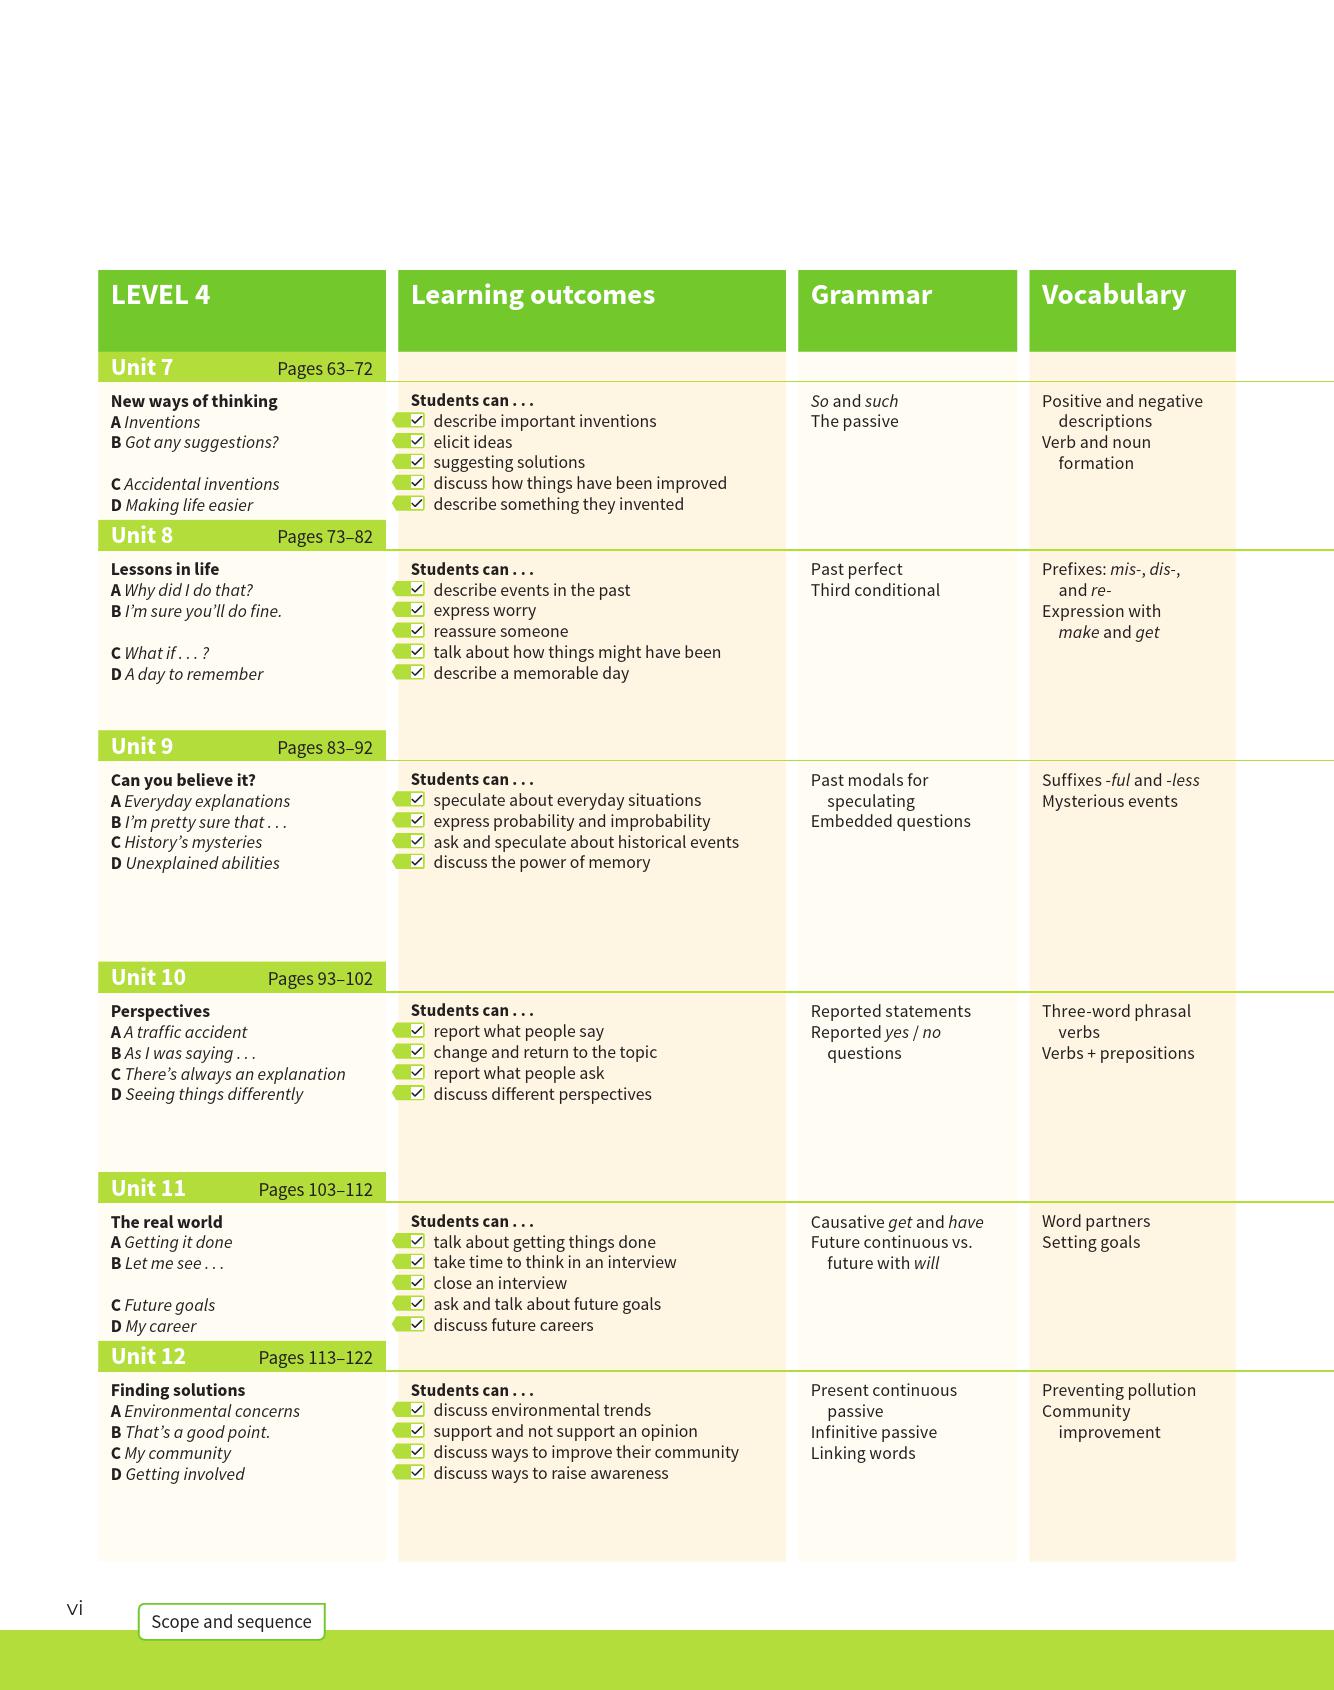 LEVEL 4
Learning outcomes
Grammar
Vocabulary
Unit 7 Pages 63–72
New ways of thinking
A Inventions
B Got any suggestions?
C Accidental inventions
D Making life easier
Students can . . .
describe important inventions
elicit ideas
suggesting solutions
discuss how things have been improved
describe something they invented
So and such
The passive
Positive and negative
descriptions
Verb and noun
formation
Unit 8 Pages 73–82
Lessons in life
A Why did I do that?
B I’m sure you’ll do fine.
C What if . . . ?
D A day to remember
Students can . . .
describe events in the past
express worry
reassure someone
talk about how things might have been
describe a memorable day
Past perfect
Third conditional
Prefixes: mis-, dis-,
and re-
Expression with
make and get
Unit 9 Pages 83–92
Can you believe it?
A Everyday explanations
B I’m pretty sure that . . .
C History’s mysteries
D Unexplained abilities
Students can . . .
speculate about everyday situations
express probability and improbability
ask and speculate about historical events
discuss the power of memory
Past modals for
speculating
Embedded questions
Suffixes -ful and -less
Mysterious events
Unit 10 Pages 93–102
Perspectives
A A traffic accident
B As I was saying . . .
C There’s always an explanation
D Seeing things differently
Students can . . .
report what people say
change and return to the topic
report what people ask
discuss different perspectives
Reported statements
Reported yes / no
questions
Three-word phrasal
verbs
Verbs + prepositions
Unit 11 Pages 103–112
The real world
A Getting it done
B Let me see . . .
C Future goals
D My career
Students can . . .
talk about getting things done
take time to think in an interview
close an interview
ask and talk about future goals
discuss future careers
Causative get and have
Future continuous vs.
future with will
Word partners
Setting goals
Unit 12 Pages 113–122
Finding solutions
A Environmental concerns
B That’s a good point.
C My community
D Getting involved
Students can . . .
discuss environmental trends
support and not support an opinion
discuss ways to improve their community
discuss ways to raise awareness
Present continuous
passive
Infinitive passive
Linking words
Preventing pollution
Community
improvement
vi
Scope and sequence